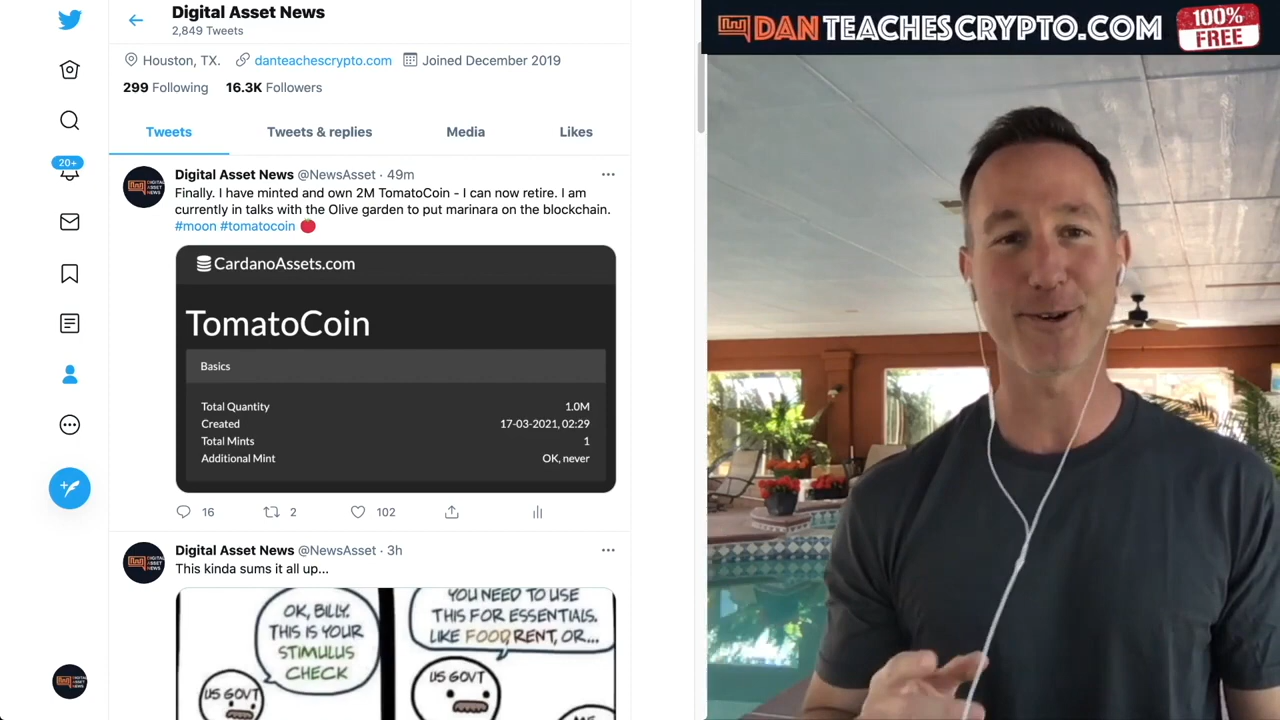 Digital Asset News
2,849 Tweets
Houston, TX. danteachescrypto.com Joined December 2019
299 Following 16.3K Followers
Tweets Tweets & replies Media Likes
20+
Digital Asset News @NewsAsset · 49m
Finally. I have minted and own 2M TomatoCoin - I can now retire. I am
currently in talks with the Olive garden to put marinara on the blockchain.
#moon #tomatocoin
CardanoAssets.com
TomatoCoin
Basics
Total Quantity 1.0M
Created 17-03-2021, 02:29
Total Mints 1
Additional Mint OK, never
16 2 102
Digital Asset News @NewsAsset · 3h
This kinda sums it all up...
OK, BILLY.
THIS IS YOUR
STIMULUS
CHECK
US GOVT
YOU NEED TO USE
THIS FOR ESSENTIALS.
LIKE FOOD, RENT, OR...
US GOVT
DANTEACHESCRYPTO.COM
100%
FREE